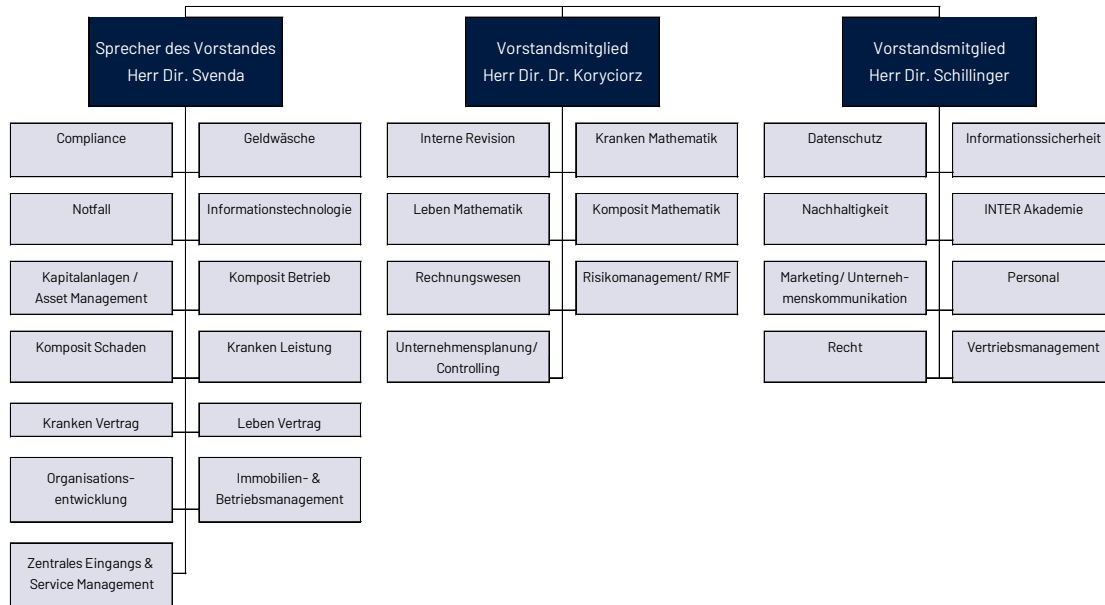 Sprecher des Vorstandes
Herr Dir. Svenda
Vorstandsmitglied
Herr Dir. Dr. Koryciorz
Vorstandsmitglied
Herr Dir. Schillinger
Compliance
Geldwäsche
Notfall
Informationstechnologie
Kapitalanlagen /
Asset Management
Komposit Betrieb
Komposit Schaden
Kranken Leistung
Kranken Vertrag
Leben Vertrag
Organisations-
entwicklung
Immobilien- &
Betriebsmanagement
Zentrales Eingangs &
Service Management
Interne Revision
Kranken Mathematik
Leben Mathematik
Komposit Mathematik
Rechnungswesen
Risikomanagement/ RMF
Unternehmensplanung/
Controlling
Datenschutz
Informationssicherheit
Nachhaltigkeit
INTER Akademie
Marketing/ Unterneh-
menskommunikation
Personal
Recht
Vertriebsmanagement